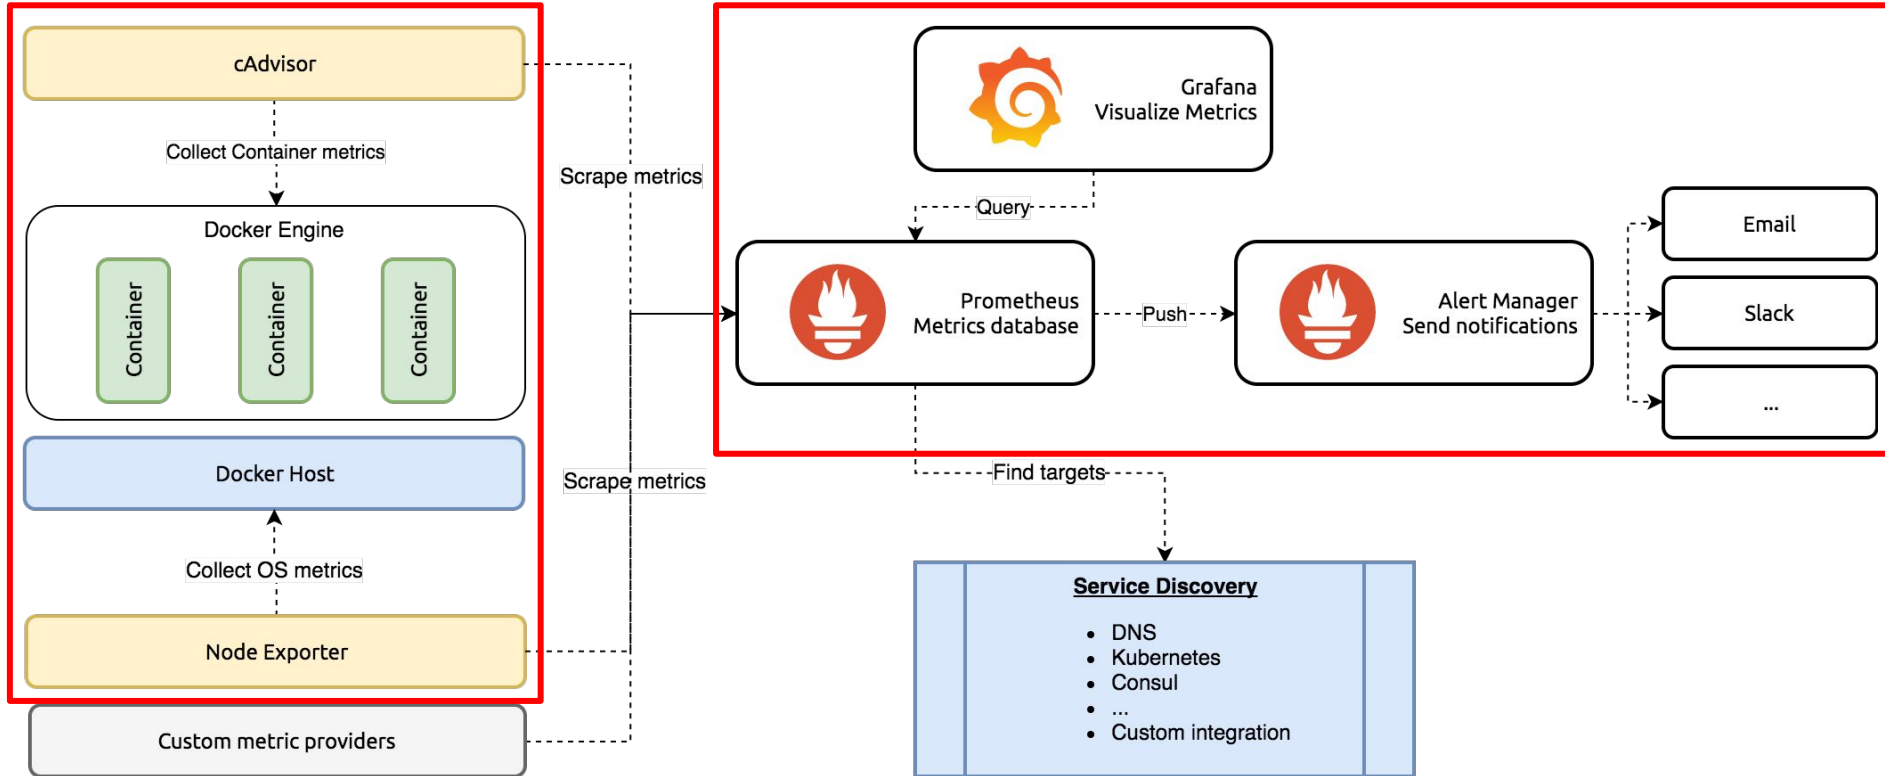 cAdvisor
Collect Container metrics
Docker Engine
Container
Container
Container
Docker Host
Collect OS metrics
Node Exporter
Custom metric providers
Scrape metrics
Scrape metrics
Grafana
Visualize Metrics
Query
Prometheus
Metrics database
Push
Alert Manager
Send notifications
Email
Slack
...
Find targets
Service Discovery
• DNS
• Kubernetes
• Consul
• ...
• Custom integration